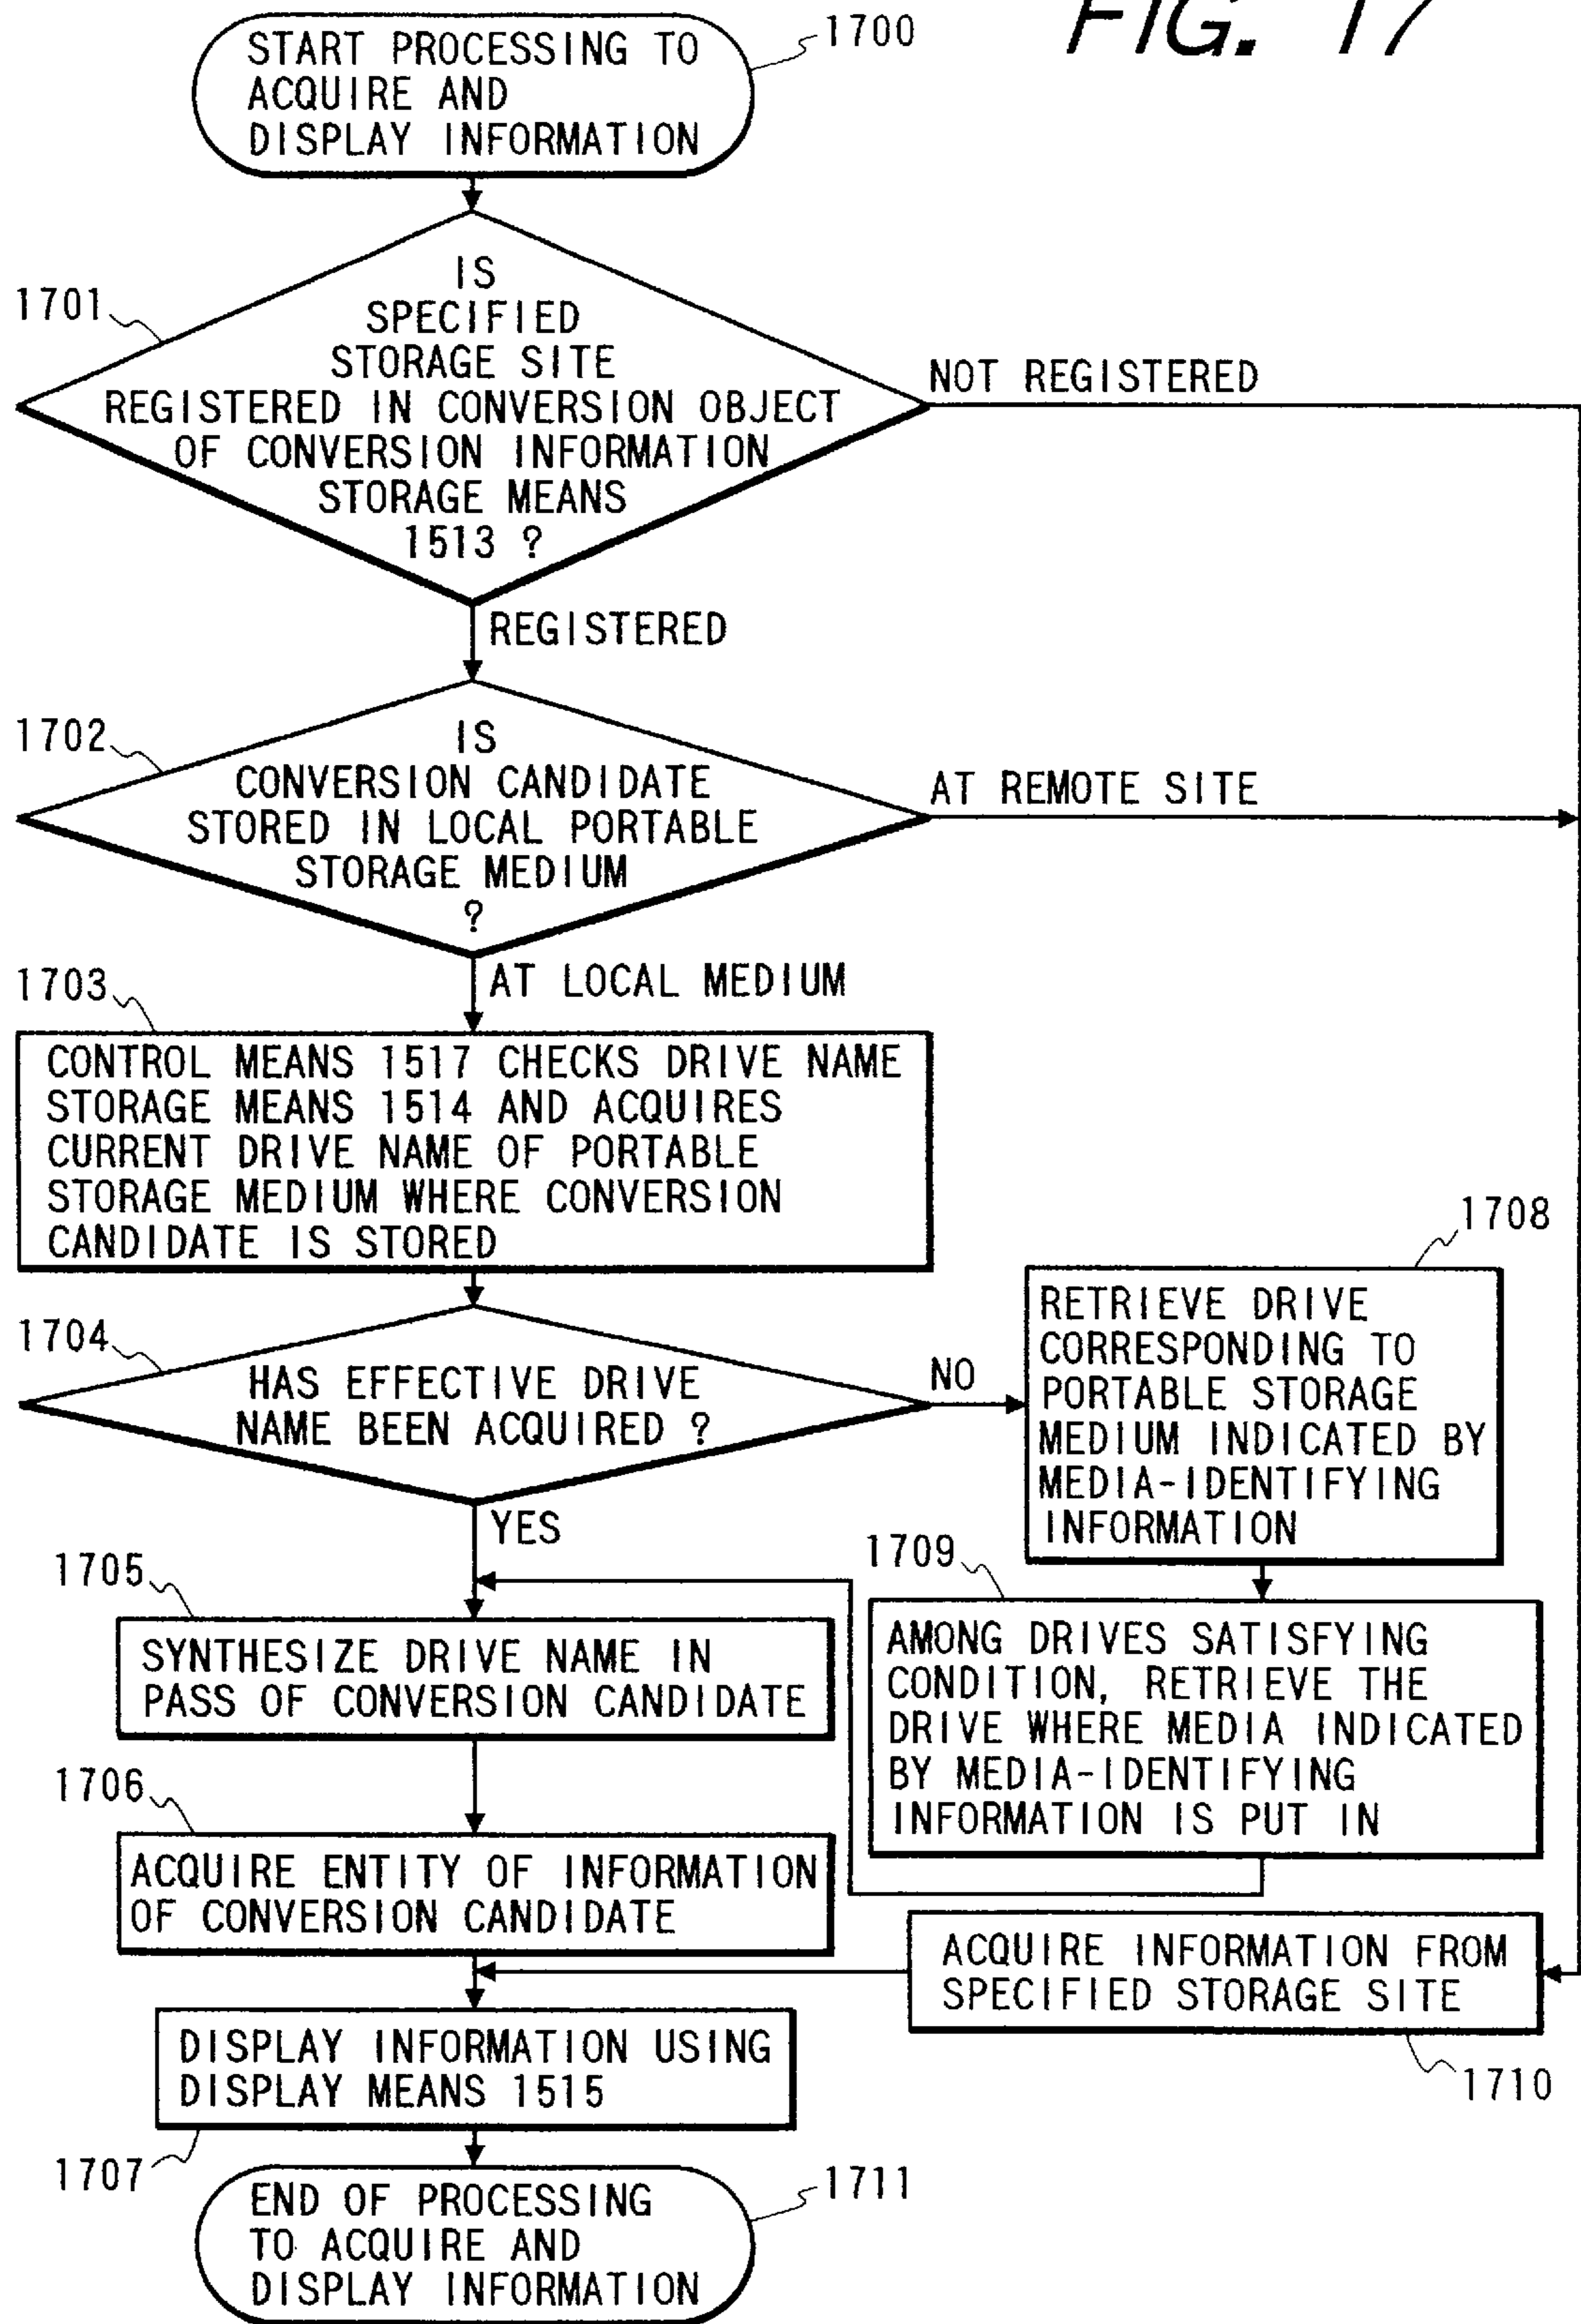 FIG. 17
START PROCESSING TO
ACQUIRE AND
DISPLAY INFORMATION
1700
1701
IS
SPECIFIED
STORAGE SITE
REGISTERED IN CONVERSION OBJECT
OF CONVERSION INFORMATION
STORAGE MEANS
1513 ?
NOT REGISTERED
REGISTERED
1702
IS
CONVERSION CANDIDATE
STORED IN LOCAL PORTABLE
STORAGE MEDIUM
?
AT REMOTE SITE
AT LOCAL MEDIUM
1703
CONTROL MEANS 1517 CHECKS DRIVE NAME
STORAGE MEANS 1514 AND ACQUIRES
CURRENT DRIVE NAME OF PORTABLE
STORAGE MEDIUM WHERE CONVERSION
CANDIDATE IS STORED
1704
HAS EFFECTIVE DRIVE
NAME BEEN ACQUIRED ?
NO
YES
1708
RETRIEVE DRIVE
CORRESPONDING TO
PORTABLE STORAGE
MEDIUM INDICATED BY
MEDIA-IDENTIFYING
INFORMATION
1709
AMONG DRIVES SATISFYING
CONDITION, RETRIEVE THE
DRIVE WHERE MEDIA INDICATED
BY MEDIA-IDENTIFYING
INFORMATION IS PUT IN
1705
SYNTHESIZE DRIVE NAME IN
PASS OF CONVERSION CANDIDATE
1706
ACQUIRE ENTITY OF INFORMATION
OF CONVERSION CANDIDATE
ACQUIRE INFORMATION FROM
SPECIFIED STORAGE SITE
1710
DISPLAY INFORMATION USING
DISPLAY MEANS 1515
1707
END OF PROCESSING
TO ACQUIRE AND
DISPLAY INFORMATION
1711